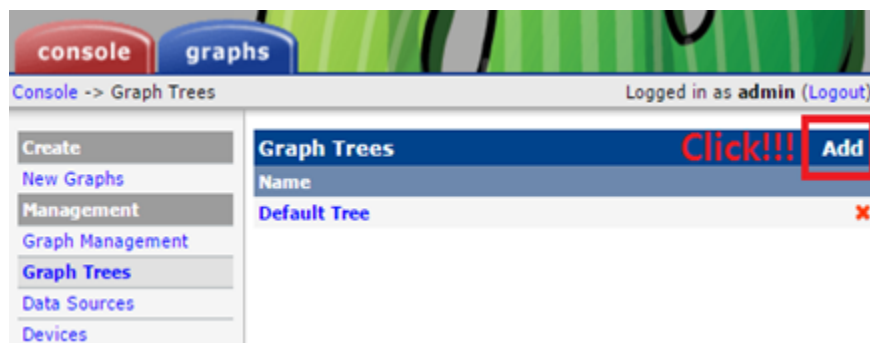 console graphs
Console -> Graph Trees
Logged in as admin (Logout)
Create
New Graphs
Management
Graph Management
Graph Trees
Data Sources
Devices
Graph Trees
Click!!!
Add
Name
Default Tree